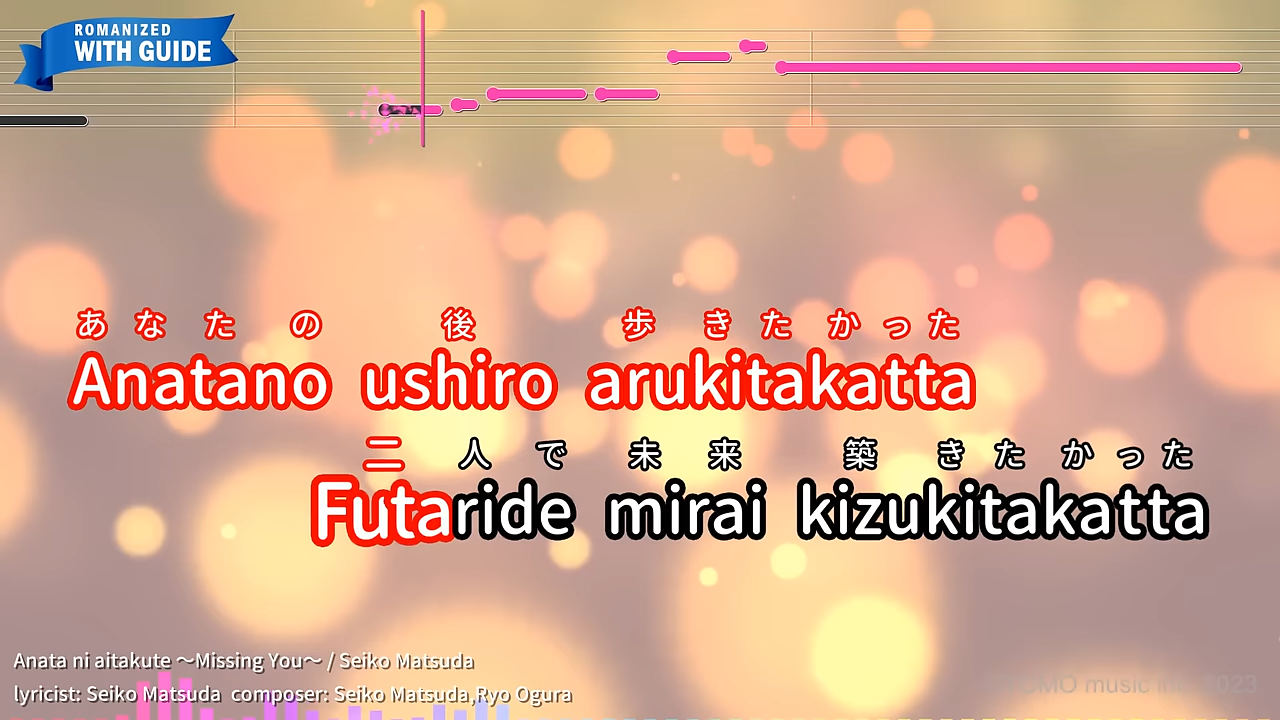 ROMANIZED
WITH GUIDE
あなたの 後 歩きたかった
Anatano ushiro arukitakatta
二人で 未来 築きたかった
Futaride mirai kizukitakatta
Anata ni aitakute ～Missing You～ / Seiko Matsuda
lyricist: Seiko Matsuda composer: Seiko Matsuda,Ryo Ogura
music 2023